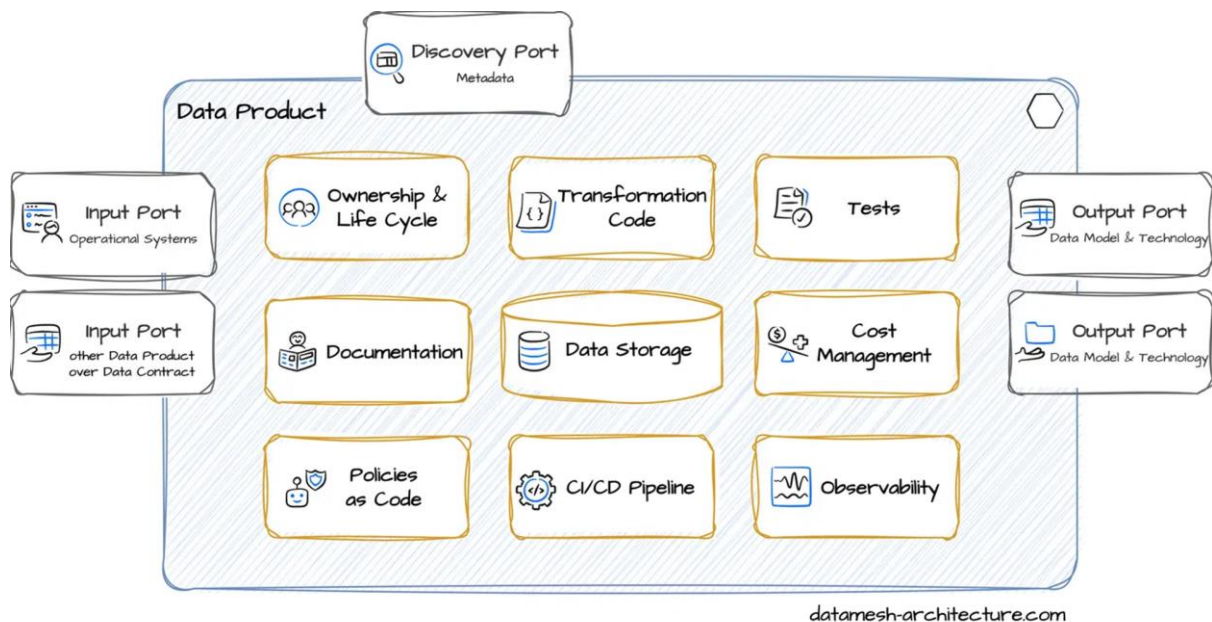 Discovery Port
Metadata
Data Product
Input Port
Operational Systems
Input Port
other Data Product
over Data Contract
Ownership &
Life Cycle
Transformation
Code
Tests
Documentation
Data Storage
Cost
Management
Policies
as Code
CI/CD Pipeline
Observability
Output Port
Data Model & Technology
Output Port
Data Model & Technology
datamesh-architecture.com